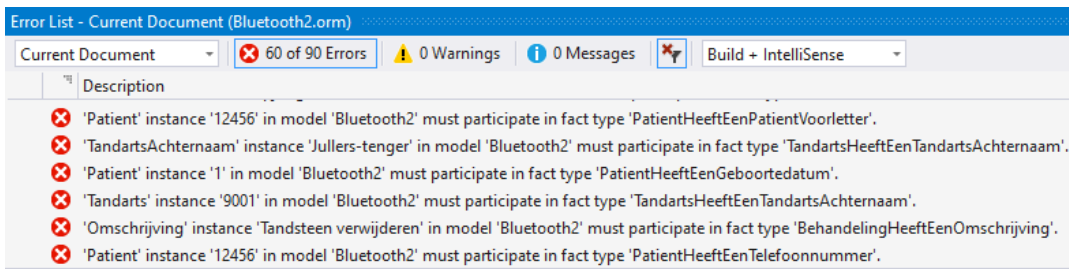 Error List - Current Document (Bluetooth2.orm)
Current Document 60 of 90 Errors 0 Warnings 0 Messages Build + IntelliSense
Description
'Patient' instance '12456' in model 'Bluetooth2' must participate in fact type 'PatientHeeftEenPatientVoorletter'.
'TandartsAchternaam' instance 'Jullers-tenger' in model 'Bluetooth2' must participate in fact type 'TandartsHeeftEenTandartsAchternaam'.
'Patient' instance '1' in model 'Bluetooth2' must participate in fact type 'PatientHeeftEenGeboortedatum'.
'Tandarts' instance '9001' in model 'Bluetooth2' must participate in fact type 'TandartsHeeftEenTandartsAchternaam'.
'Omschrijving' instance 'Tandsteen verwijderen' in model 'Bluetooth2' must participate in fact type 'BehandelingHeeftEenOmschrijving'.
'Patient' instance '12456' in model 'Bluetooth2' must participate in fact type 'PatientHeeftEenTelefoonnummer'.